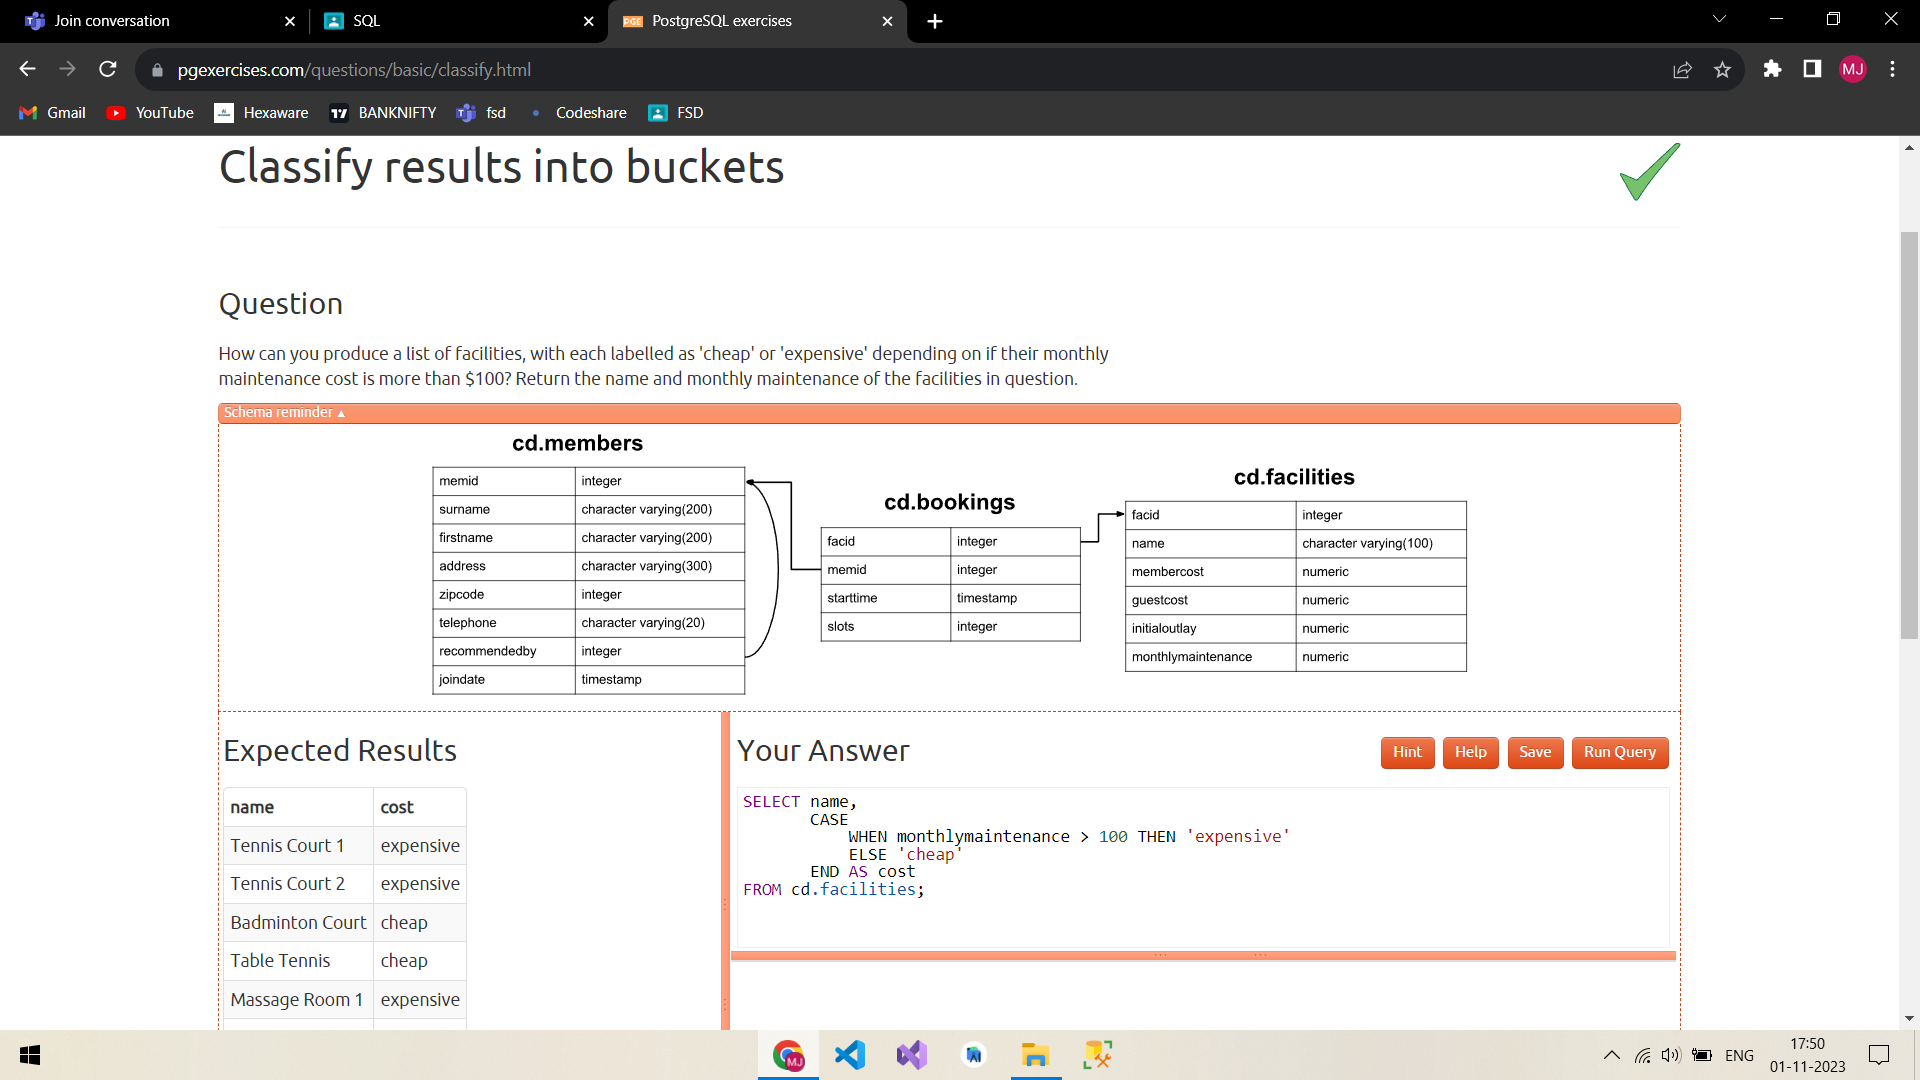 Join conversation
SQL
PGE PostgreSQL exercises
pgexercises.com/questions/basic/classify.html
MJ
Gmail YouTube Hexaware BANKNIFTY fsd Codeshare FSD
Classify results into buckets
Question
How can you produce a list of facilities, with each labelled as 'cheap' or 'expensive' depending on if their monthly
maintenance cost is more than $100? Return the name and monthly maintenance of the facilities in question.
Schema reminder ▲
cd.members
memid integer
surname character varying(200)
firstname character varying(200)
address character varying(300)
zipcode integer
telephone character varying(20)
recommendedby integer
joindate timestamp
cd.bookings
facid integer
memid integer
starttime timestamp
slots integer
cd.facilities
facid integer
name character varying(100)
membercost numeric
guestcost numeric
initialoutlay numeric
monthlymaintenance numeric
Expected Results
name cost
Tennis Court 1 expensive
Tennis Court 2 expensive
Badminton Court cheap
Table Tennis cheap
Massage Room 1 expensive
Your Answer
Hint Help Save Run Query
SELECT name,
CASE
WHEN monthlymaintenance > 100 THEN 'expensive'
ELSE 'cheap'
END AS cost
FROM cd.facilities;
MJ
ENG
17:50
01-11-2023